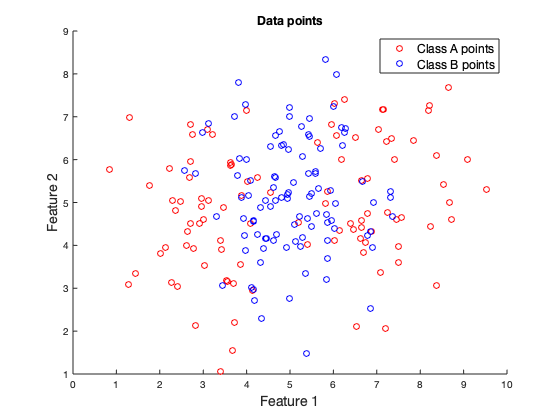 Data points
Class A points
Class B points
9
8
7
6
5
4
3
2
1
Feature 2
0 1 2 3 4 5 6 7 8 9 10
Feature 1